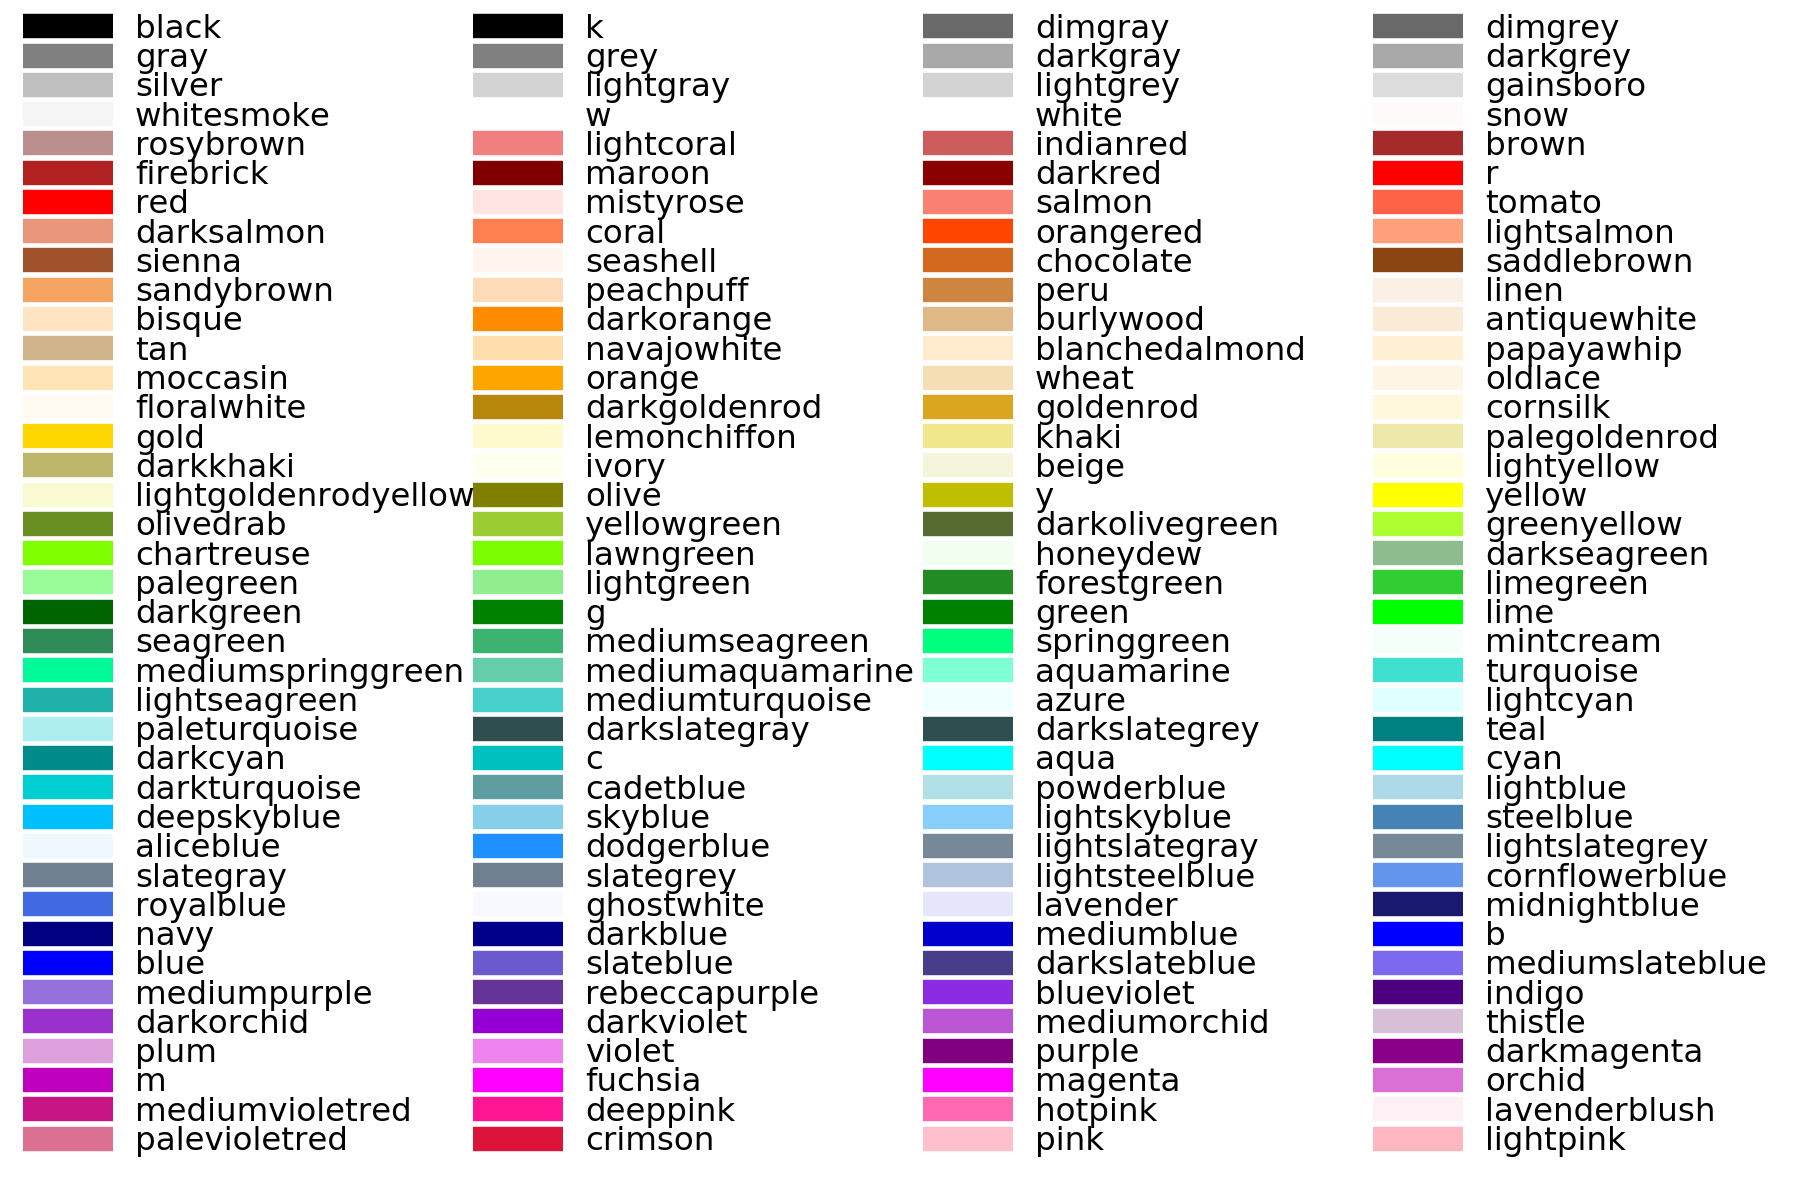 black k dimgray dimgrey
gray grey darkgray darkgrey
silver lightgray lightgrey gainsboro
whitesmoke w white snow
rosybrown lightcoral indianred brown
firebrick maroon darkred r
red mistyrose salmon tomato
darksalmon coral orangered lightsalmon
sienna seashell chocolate saddlebrown
sandybrown peachpuff peru linen
bisque darkorange burlywood antiquewhite
tan navajowhite blanchedalmond papayawhip
moccasin orange wheat oldlace
floralwhite darkgoldenrod goldenrod cornsilk
gold lemonchiffon khaki palegoldenrod
darkkhaki ivory beige lightyellow
lightgoldenrodyellow olive y yellow
olivedrab yellowgreen darkolivegreen greenyellow
chartreuse lawngreen honeydew darkseagreen
palegreen lightgreen forestgreen limegreen
darkgreen g green lime
seagreen mediumseagreen springgreen mintcream
mediumspringgreen mediumaquamarine aquamarine turquoise
lightseagreen mediumturquoise azure lightcyan
paleturquoise darkslategray darkslategrey teal
darkcyan c aqua cyan
darkturquoise cadetblue powderblue lightblue
deepskyblue skyblue lightskyblue steelblue
aliceblue dodgerblue lightslategray lightslategrey
slategray slategrey lightsteelblue cornflowerblue
royalblue ghostwhite lavender midnightblue
navy darkblue mediumblue b
blue slateblue darkslateblue mediumslateblue
mediumpurple rebeccapurple blueviolet indigo
darkorchid darkviolet mediumorchid thistle
plum violet purple darkmagenta
m fuchsia magenta orchid
mediumvioletred deeppink hotpink lavenderblush
palevioletred crimson pink lightpink